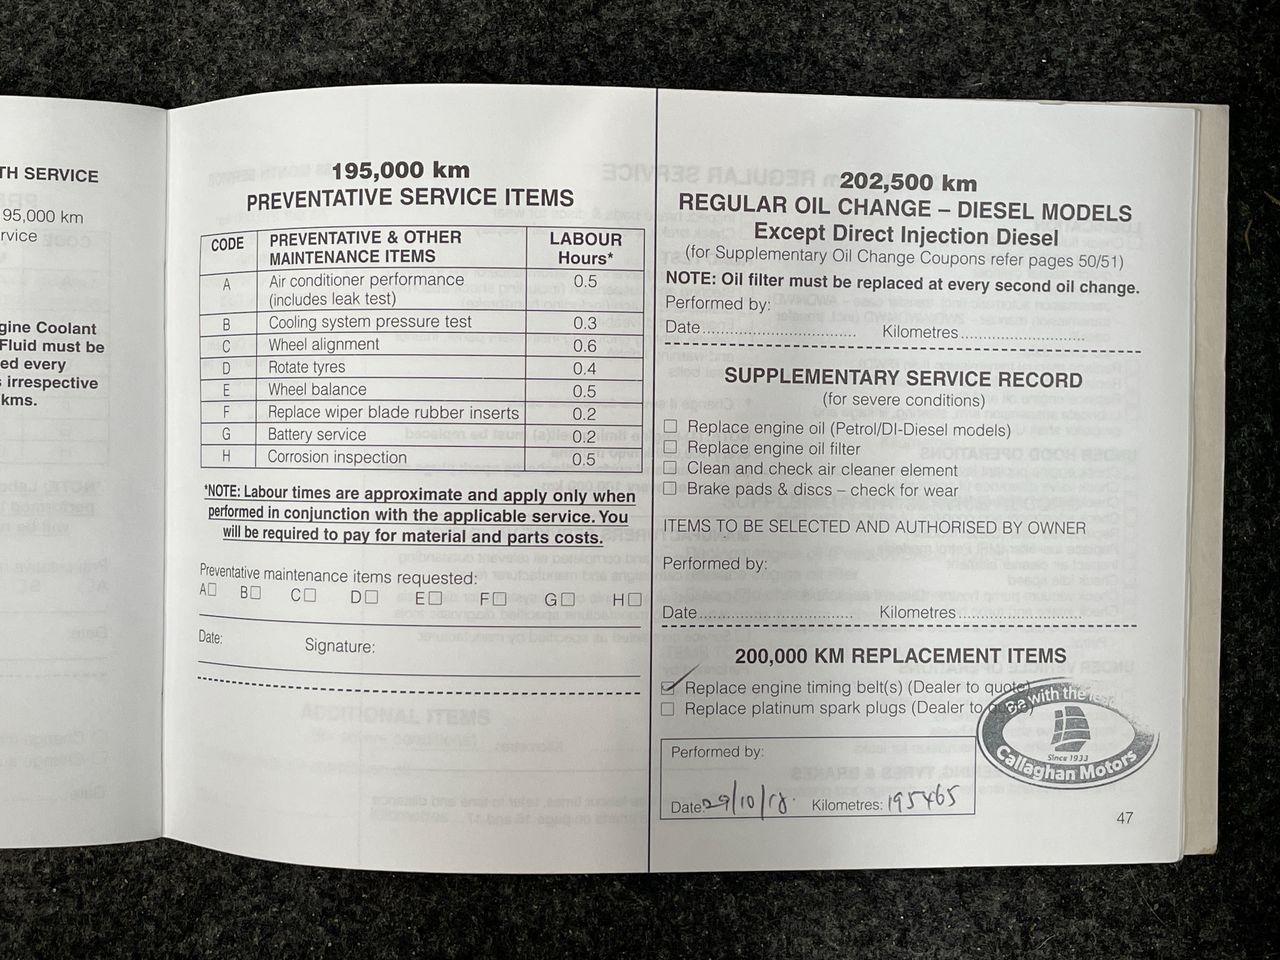 TH SERVICE
95,000 km
rvice
gine Coolant
Fluid must be
ed every
irrespective
kms.
195,000 km
PREVENTATIVE SERVICE ITEMS
CODE PREVENTATIVE & OTHER MAINTENANCE ITEMS LABOUR Hours*
A Air conditioner performance (includes leak test) 0.5
B Cooling system pressure test 0.3
C Wheel alignment 0.6
D Rotate tyres 0.4
E Wheel balance 0.5
F Replace wiper blade rubber inserts 0.2
G Battery service 0.2
H Corrosion inspection 0.5
*NOTE: Labour times are approximate and apply only when
performed in conjunction with the applicable service. You
will be required to pay for material and parts costs.
Preventative maintenance items requested:
A☐ B☐ C☐ D☐ E☐ F☐ G☐ H☐
Date: Signature:
202,500 km
REGULAR OIL CHANGE – DIESEL MODELS
Except Direct Injection Diesel
(for Supplementary Oil Change Coupons refer pages 50/51)
NOTE: Oil filter must be replaced at every second oil change.
Performed by:
Date.............................. Kilometres...........................
SUPPLEMENTARY SERVICE RECORD
(for severe conditions)
☐ Replace engine oil (Petrol/DI-Diesel models)
☐ Replace engine oil filter
☐ Clean and check air cleaner element
☐ Brake pads & discs – check for wear
ITEMS TO BE SELECTED AND AUTHORISED BY OWNER
Performed by:
Date.............................. Kilometres...........................
200,000 KM REPLACEMENT ITEMS
☑ Replace engine timing belt(s) (Dealer to quote)
☐ Replace platinum spark plugs (Dealer to quote)
Go with the
Since 1933
Callaghan Motors
Performed by:
Date: 29/10/18 Kilometres: 195465
47